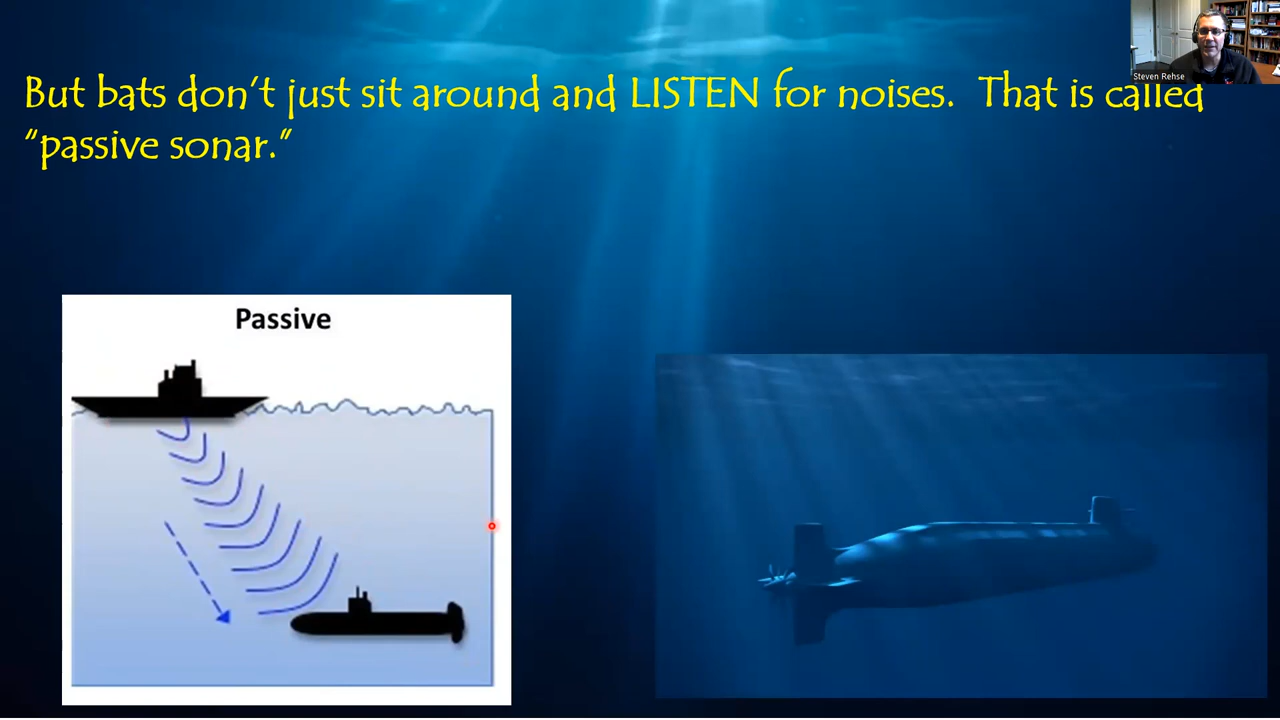 Steven Rehse
But bats don't just sit around and LISTEN for noises. That is called
"passive sonar."
Passive